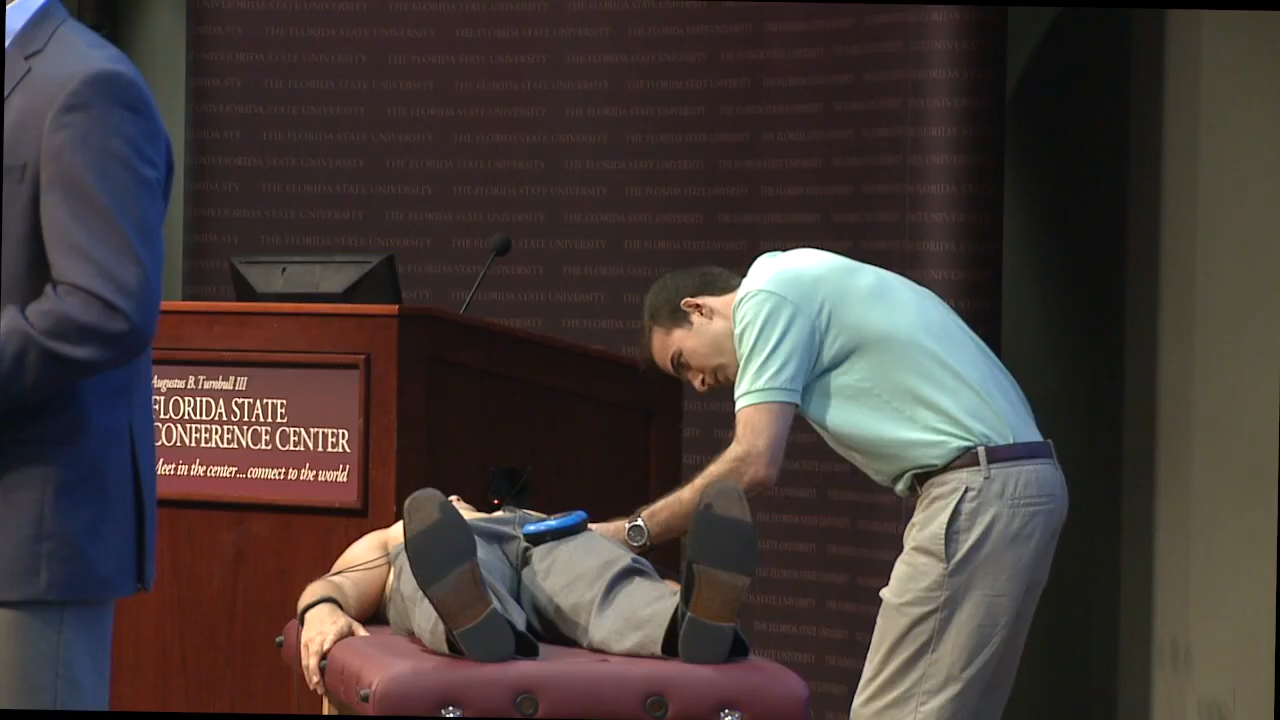 THE FLORIDA STATE UNIVERSITY
Augustus B. Turnbull III
FLORIDA STATE
CONFERENCE CENTER
Meet in the center...connect to the world